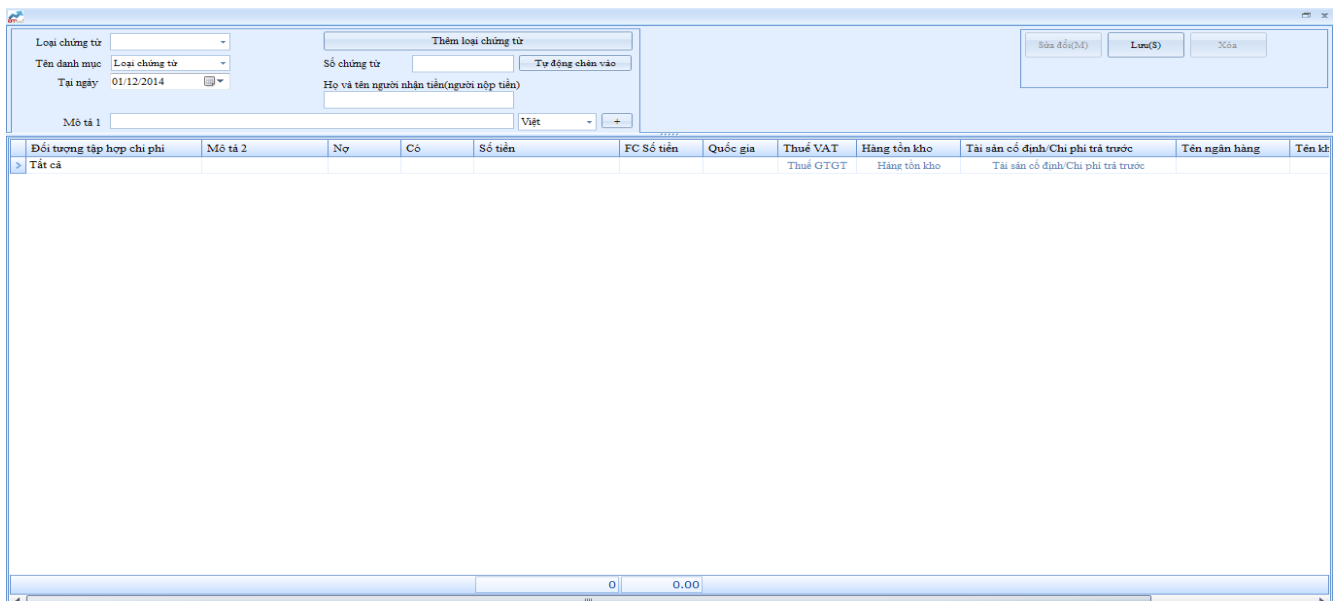 Loại chứng từ
Thêm loại chứng từ
Sửa đổi(M)
Lưu(S)
Xóa
Tên danh mục
Loại chứng từ
Số chứng từ
Tự động chèn vào
Tại ngày
01/12/2014
Họ và tên người nhận tiền(người nộp tiền)
Mô tả 1
Việt
+
Đối tượng tập hợp chi phí
Mô tả 2
Nợ
Có
Số tiền
FC Số tiền
Quốc gia
Thuế VAT
Hàng tồn kho
Tài sản cố định/Chi phí trả trước
Tên ngân hàng
Tên kh
Tất cả
Thuế GTGT
Hàng tồn kho
Tài sản cố định/Chi phí trả trước
0
0.00